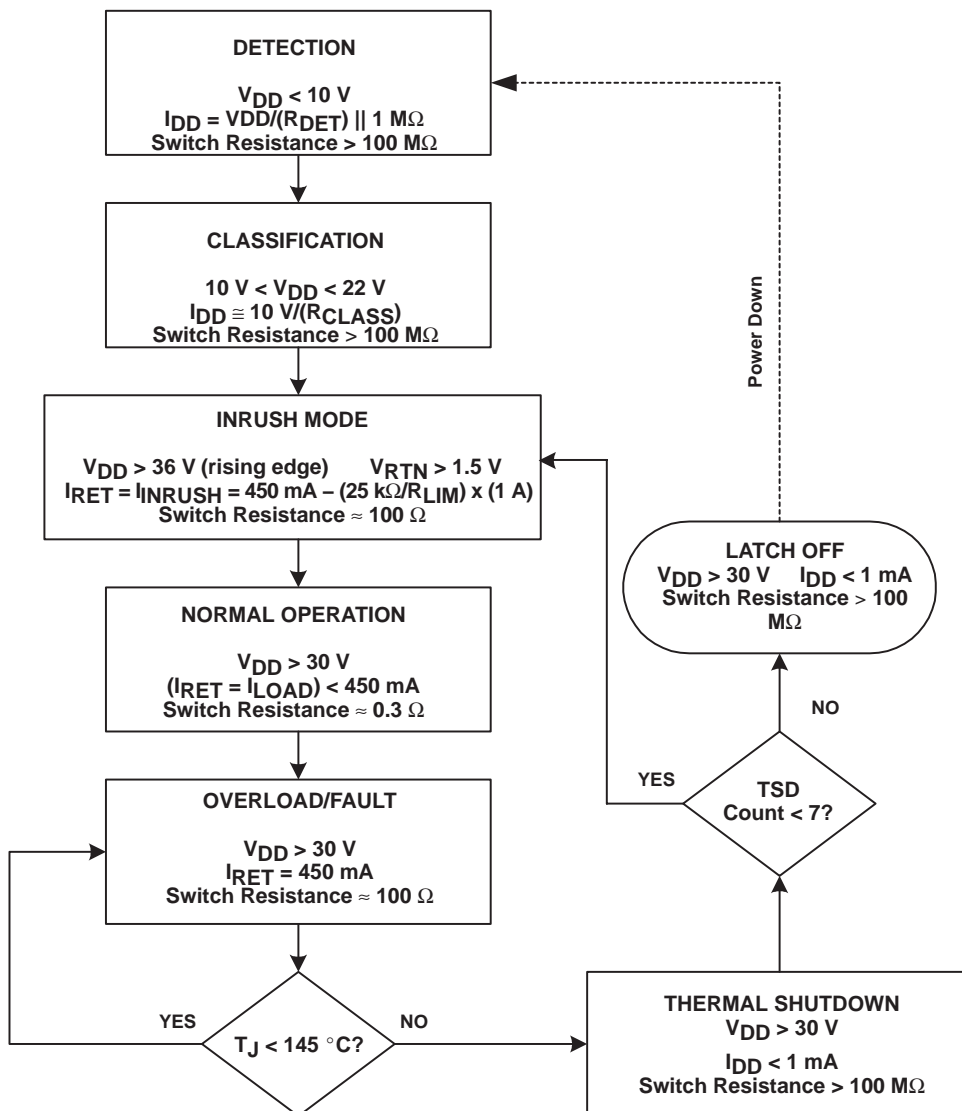 DETECTION
VDD < 10 V
IDD = VDD/(RDET) || 1 MΩ
Switch Resistance > 100 MΩ
CLASSIFICATION
10 V < VDD < 22 V
IDD ≅ 10 V/(RCLASS)
Switch Resistance > 100 MΩ
INRUSH MODE
VDD > 36 V (rising edge) VRTN > 1.5 V
IRET = IINRUSH = 450 mA – (25 kΩ/RLIM) x (1 A)
Switch Resistance ≈ 100 Ω
NORMAL OPERATION
VDD > 30 V
(IRET = ILOAD) < 450 mA
Switch Resistance ≈ 0.3 Ω
OVERLOAD/FAULT
VDD > 30 V
IRET = 450 mA
Switch Resistance ≈ 100 Ω
YES
TJ < 145 °C?
NO
THERMAL SHUTDOWN
VDD > 30 V
IDD < 1 mA
Switch Resistance > 100 MΩ
TSD
Count < 7?
YES
NO
LATCH OFF
VDD > 30 V IDD < 1 mA
Switch Resistance > 100
MΩ
Power Down